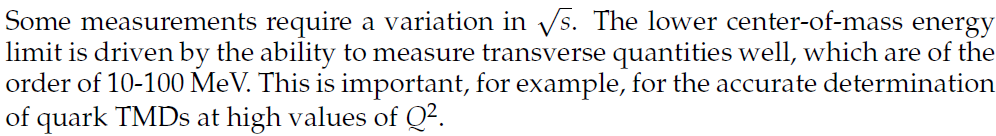 Some measurements require a variation in √s. The lower center-of-mass energy
limit is driven by the ability to measure transverse quantities well, which are of the
order of 10-100 MeV. This is important, for example, for the accurate determination
of quark TMDs at high values of Q².